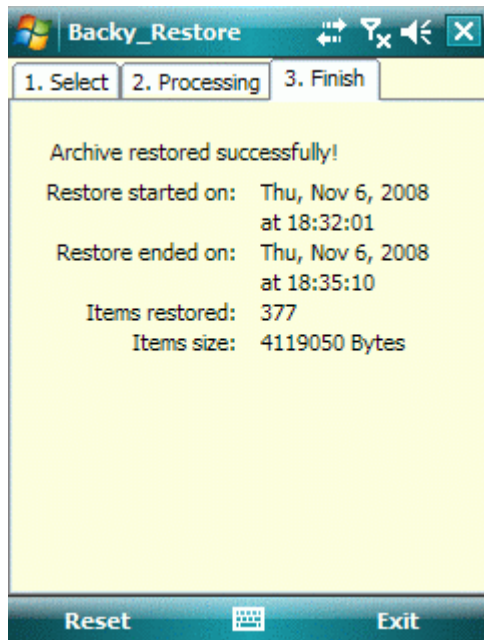 Backy_Restore
1. Select 2. Processing 3. Finish
Archive restored successfully!
Restore started on: Thu, Nov 6, 2008
at 18:32:01
Restore ended on: Thu, Nov 6, 2008
at 18:35:10
Items restored: 377
Items size: 4119050 Bytes
Reset Exit